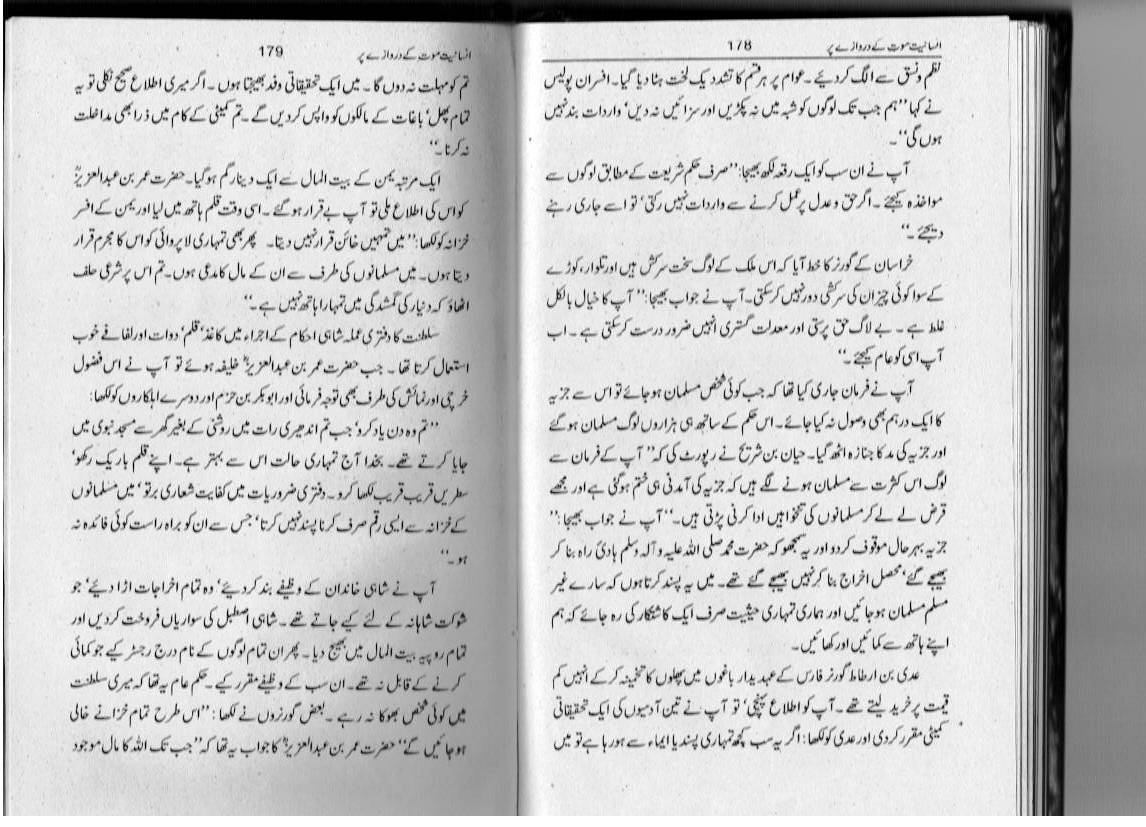 انسانیت موت کے دروازے پر 178
نظم ونسق سے الگ کردئیے ۔ عوام پر ہر قسم کا تشدد یک لخت ہٹا دیا گیا۔ افسران پولیس
نے کہا ’’ہم جب تک لوگوں کو شبہ میں نہ پکڑیں اور سزائیں نہ دیں‘ واردات بند نہیں
ہوں گی‘‘۔
آپ نے ان سب کو ایک رقعہ لکھ بھیجا: ’’صرف حکم شریعت کے مطابق لوگوں سے
مواخذہ کیجئے ۔ اگر حق وعدل پر عمل کرنے سے واردات نہیں رکتی‘ تو اسے جاری رہنے
دیجئے۔‘‘
خراسان کے گورنر کا خط آیا کہ اس ملک کے لوگ سخت سرکش ہیں اور تلوار، کوڑے
کے سوا کوئی چیز ان کی سرکشی دور نہیں کرسکتی۔ آپ نے جواب بھیجا: ’’آپ کا خیال بالکل
غلط ہے ۔ بے لاگ حق پرستی اور معدلت گستری انہیں ضرور درست کرسکتی ہے ۔ اب
آپ اسی کو عام کیجئے ۔‘‘
آپ نے فرمان جاری کیا تھا کہ جب کوئی شخص مسلمان ہو جائے تو اس سے جزیہ
کا ایک درہم بھی وصول نہ کیا جائے ۔ اس حکم کے ساتھ ہی ہزاروں لوگ مسلمان ہو گئے
اور جزیہ کی مد کا جنازہ اٹھ گیا۔ حیان بن شریح نے رپورٹ کی کہ’’ آپ کے فرمان سے
لوگ اس کثرت سے مسلمان ہونے لگے ہیں کہ جزیہ کی آمدنی ہی ختم ہوگئی ہے اور مجھے
قرض لے لے کر مسلمانوں کی تنخواہیں ادا کرنی پڑتی ہیں۔‘‘ آپ نے جواب بھیجا: ’’
جزیہ بہر حال موقوف کر دو اور یہ سمجھو کہ حضرت محمد صلی اللہ علیہ وآلہ وسلم ہادیٔ راہ بنا کر
بھیجے گئے‘ محصل اخراج بنا کر نہیں بھیجے گئے تھے۔ میں یہ پسند کرتا ہوں کہ سارے غیر
مسلم مسلمان ہو جائیں اور ہماری تمہاری حیثیت صرف ایک کاشتکار کی رہ جائے کہ ہم
اپنے ہاتھ سے کمائیں اور کھائیں۔
عدی بن ارطاط گورنر فارس کے عہدیدار باغوں میں پھلوں کا تخمینہ کرکے انہیں کم
قیمت پر خرید لیتے تھے ۔ آپ کو اطلاع پہنچی‘ تو آپ نے تین آدمیوں کی ایک تحقیقاتی
کمیٹی مقرر کر دی اور عدی کو لکھا: اگر یہ سب کچھ تمہاری پسند یا ایماء سے ہو رہا ہے تو میں
انسانیت موت کے دروازے پر 179
تم کو مہلت نہ دوں گا۔ میں ایک تحقیقاتی وفد بھیجتا ہوں ۔ اگر میری اطلاع صحیح نکلی تو یہ
تمام پھل‘ باغات کے مالکوں کو واپس کر دیں گے ۔ تم کمیٹی کے کام میں ذرا بھی مداخلت
نہ کرنا ۔‘‘
ایک مرتبہ یمن کے بیت المال سے ایک دینار گم ہوگیا۔ حضرت عمر بن عبدالعزیزؒ
کو اس کی اطلاع ملی تو آپ بے قرار ہو گئے ۔ اسی وقت قلم ہاتھ میں لیا اور یمن کے افسر
خزانہ کو لکھا: ’’میں تمہیں خائن قرار نہیں دیتا ۔ پھر بھی تمہاری لاپروائی کو اس کا مجرم قرار
دیتا ہوں ۔ میں مسلمانوں کی طرف سے ان کے مال کا مدعی ہوں۔ تم اس پر شرعی حلف
اٹھاؤ کہ دینار کی گمشدگی میں تمہارا ہاتھ نہیں ہے ۔‘‘
سلطنت کا دفتری عملہ شاہی احکام کے اجراء میں کاغذ‘ قلم‘ دوات اور لفافے خوب
استعمال کرتا تھا ۔ جب حضرت عمر بن عبدالعزیزؒ خلیفہ ہوئے تو آپ نے اس فضول
خرچی اور نمائش کی طرف بھی توجہ فرمائی اور ابوبکر بن حزم اور دوسرے اہلکاروں کو لکھا:
’’تم وہ دن یاد کرو‘ جب تم اندھیری رات میں روشنی کے بغیر گھر سے مسجد نبوی میں
جایا کرتے تھے ۔ بخدا آج تمہاری حالت اس سے بہتر ہے۔ اپنے قلم باریک رکھو‘
سطریں قریب قریب لکھا کرو۔ دفتری ضروریات میں کفایت شعاری برتو‘ میں مسلمانوں
کے خزانہ سے ایسی رقم صرف کرنا پسند نہیں کرتا‘ جس سے ان کو براہ راست کوئی فائدہ نہ
ہو ۔‘‘
آپ نے شاہی خاندان کے وظیفے بند کر دیئے‘ وہ تمام اخراجات اڑا دیئے‘ جو
شوکت شاہانہ کے لئے کیے جاتے تھے ۔ شاہی اصطبل کی سواریاں فروخت کر دیں اور
تمام روپیہ بیت المال میں بھیج دیا ۔ پھر ان تمام لوگوں کے نام درج رجسٹر کیے جو کمائی
کرنے کے قابل نہ تھے ۔ ان سب کے وظیفے مقرر کیے ۔ حکم عام یہ تھا کہ میری سلطنت
میں کوئی شخص بھوکا نہ رہے ۔ بعض گورنروں نے لکھا: ’’اس طرح تمام خزانے خالی
ہو جائیں گے‘‘ حضرت عمر بن عبدالعزیزؒ کا جواب یہ تھا کہ ’’جب تک اللہ کا مال موجود